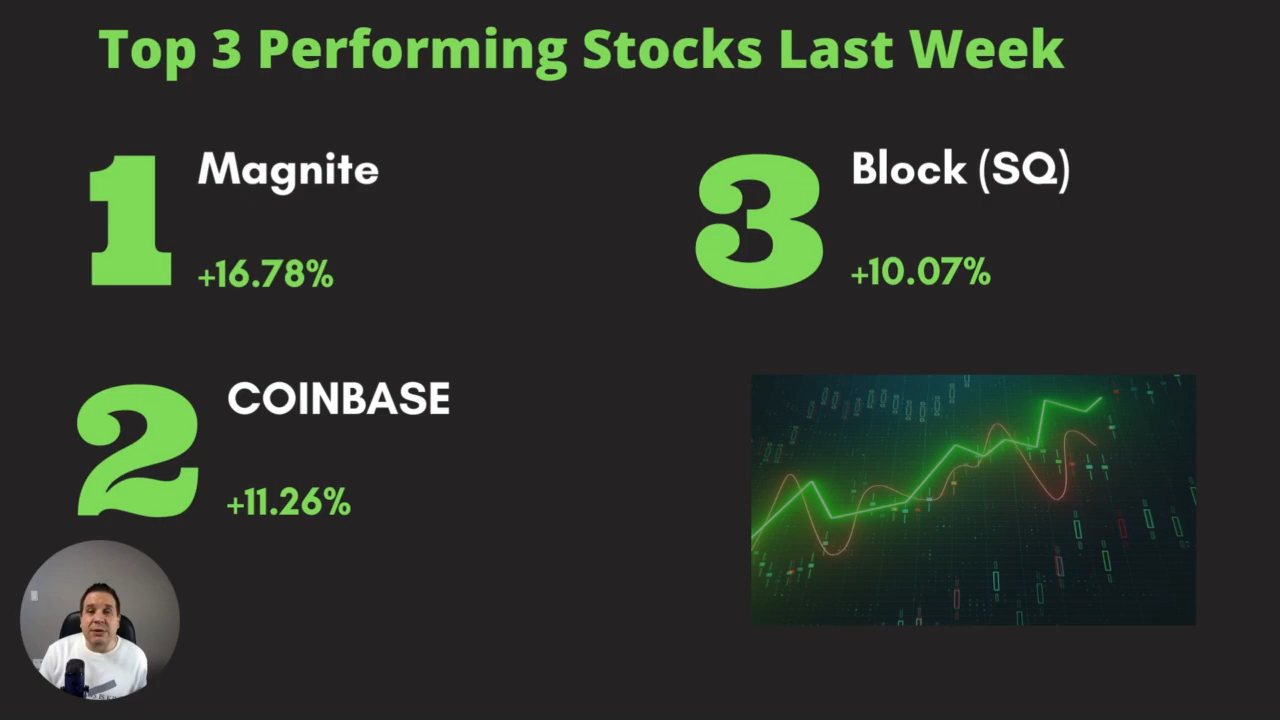 Top 3 Performing Stocks Last Week
1
Magnite
+16.78%
2
COINBASE
+11.26%
3
Block (SQ)
+10.07%